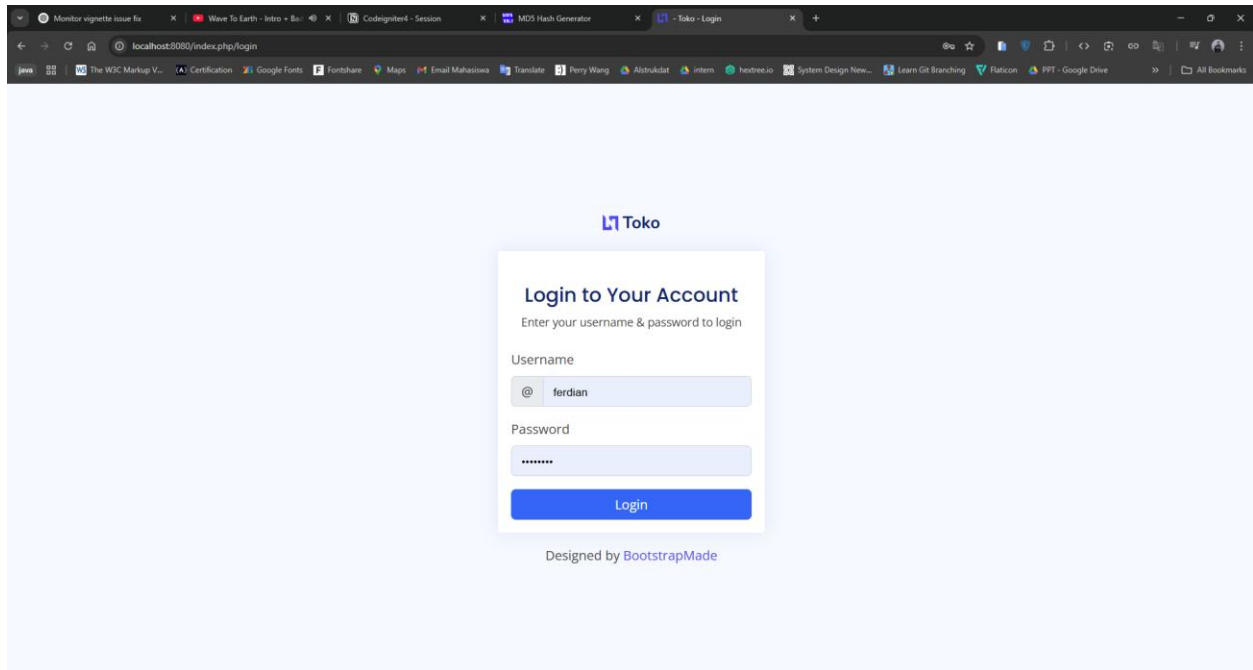 Monitor vignette issue fix
Wave To Earth - Intro + Bad
Codeigniter4 - Session
MD5 Hash Generator
- Toko - Login
localhost:8080/index.php/login
java
The W3C Markup V...
Certification
Google Fonts
Fontshare
Maps
Email Mahasiswa
Translate
Perry Wang
Alstrukdat
intern
hextree.io
System Design New...
Learn Git Branching
Flaticon
PPT - Google Drive
All Bookmarks
Toko
Login to Your Account
Enter your username & password to login
Username
@ ferdian
Password
Login
Designed by BootstrapMade